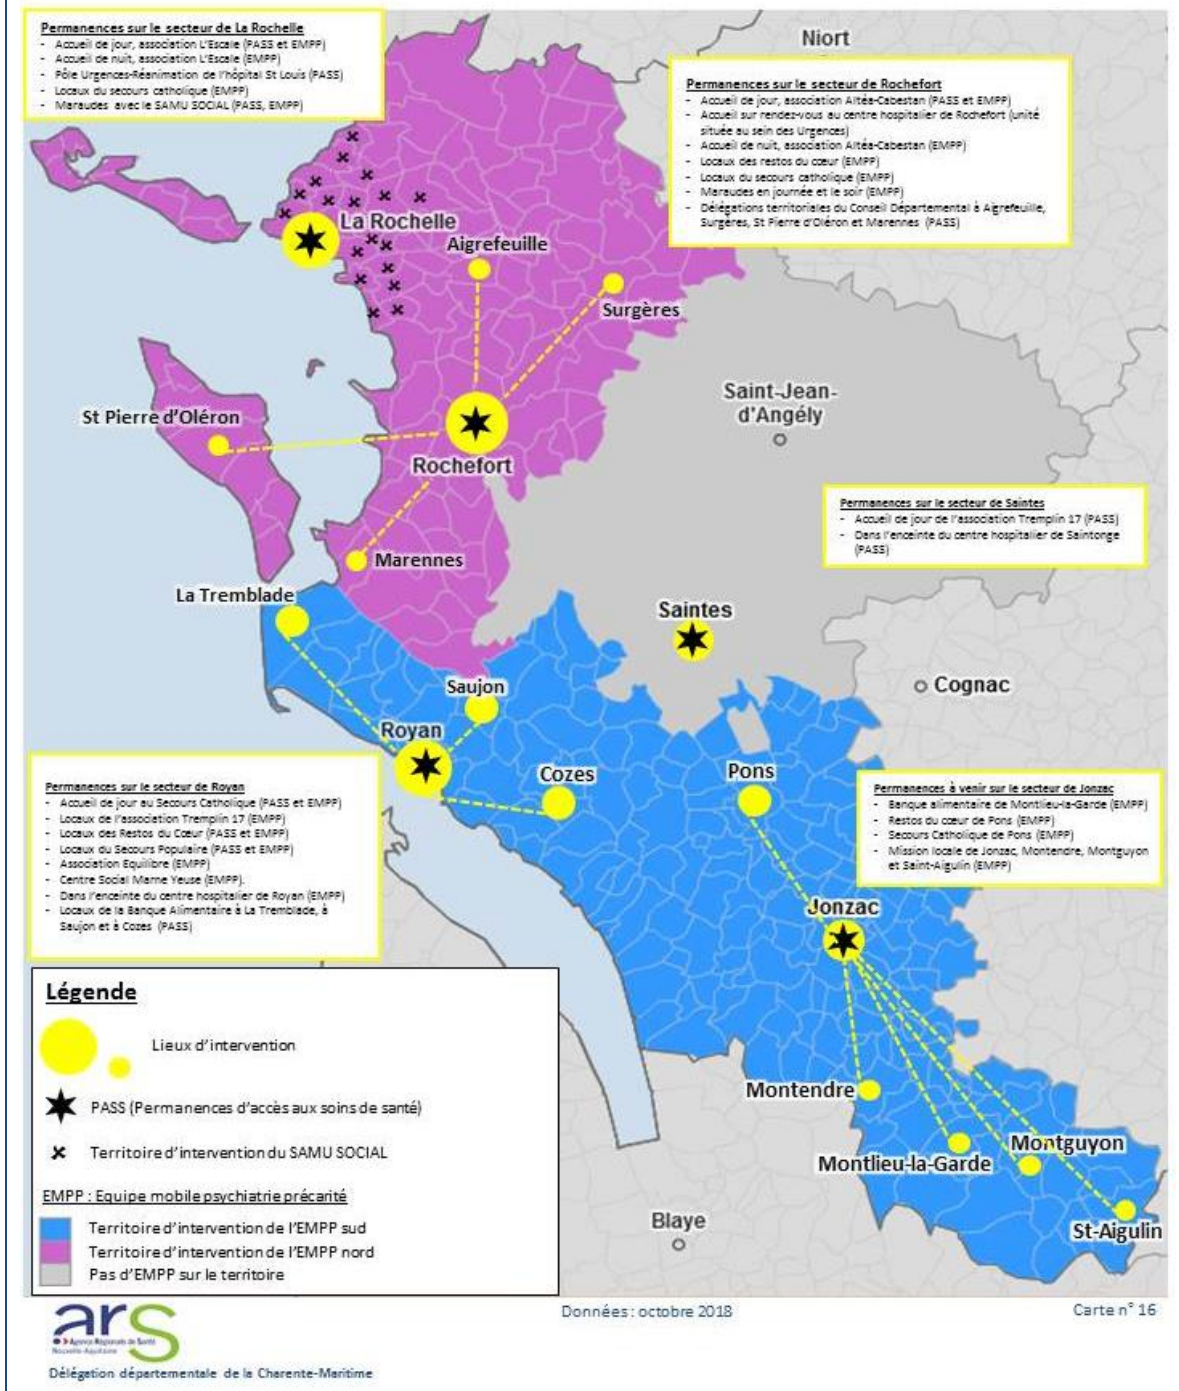 Permanences sur le secteur de La Rochelle
- Accueil de jour, association L'Escale (PASS et EMPP)
- Accueil de nuit, association L'Escale (EMPP)
- Pôle Urgences-Réanimation de l'hôpital St Louis (PASS)
- Locaux du secours catholique (EMPP)
- Maraudes avec le SAMU SOCIAL (PASS, EMPP)
Niort
Permanences sur le secteur de Rochefort
- Accueil de jour, association Altéa-Cabestan (PASS et EMPP)
- Accueil sur rendez-vous au centre hospitalier de Rochefort (unité
située au sein des Urgences)
- Accueil de nuit, association Altéa-Cabestan (EMPP)
- Locaux des restos du cœur (EMPP)
- Locaux du secours catholique (EMPP)
- Maraudes en journée et le soir (EMPP)
- Délégations territoriales du Conseil Départemental à Aigrefeuille,
Surgères, St Pierre d'Oléron et Marennes (PASS)
La Rochelle
Aigrefeuille
Surgères
Saint-Jean-
d'Angély
St Pierre d'Oléron
Rochefort
Permanences sur le secteur de Saintes
- Accueil de jour de l'association Tremplin 17 (PASS)
- Dans l'enceinte du centre hospitalier de Saintonge
(PASS)
Marennes
La Tremblade
Saintes
Saujon
Cognac
Royan
Cozes
Pons
Permanences sur le secteur de Royan
- Accueil de jour au Secours Catholique (PASS et EMPP)
- Locaux de l'association Tremplin 17 (EMPP)
- Locaux des Restos du Cœur (PASS et EMPP)
- Locaux du Secours Populaire (PASS et EMPP)
- Association Equilibre (EMPP)
- Centre Social Marne Yeuse (EMPP).
- Dans l'enceinte du centre hospitalier de Royan (EMPP)
- Locaux de la Banque Alimentaire à La Tremblade, à
Saujon et à Cozes (PASS)
Permanences à venir sur le secteur de Jonzac
- Banque alimentaire de Montlieu-la-Garde (EMPP)
- Restos du cœur de Pons (EMPP)
- Secours Catholique de Pons (EMPP)
- Mission locale de Jonzac, Montendre, Montguyon
et Saint-Aigulin (EMPP)
Jonzac
Montendre
Montguyon
Montlieu-la-Garde
St-Aigulin
Blaye
Légende
Lieux d'intervention
PASS (Permanences d'accès aux soins de santé)
Territoire d'intervention du SAMU SOCIAL
EMPP : Equipe mobile psychiatrie précarité
Territoire d'intervention de l'EMPP sud
Territoire d'intervention de l'EMPP nord
Pas d'EMPP sur le territoire
ars
Agence Régionale de Santé
Nouvelle-Aquitaine
Données : octobre 2018
Carte n° 16
Délégation départementale de la Charente-Maritime